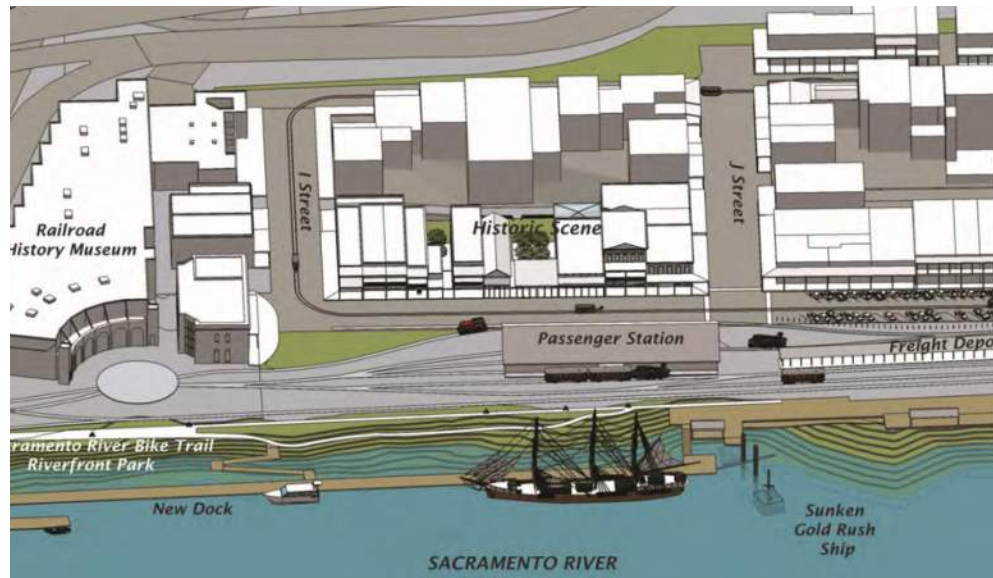 I Street
J Street
Historic Scene
Railroad
History Museum
Passenger Station
Freight Depo
ramento River Bike Trail
Riverfront Park
New Dock
Sunken
Gold Rush
Ship
SACRAMENTO RIVER